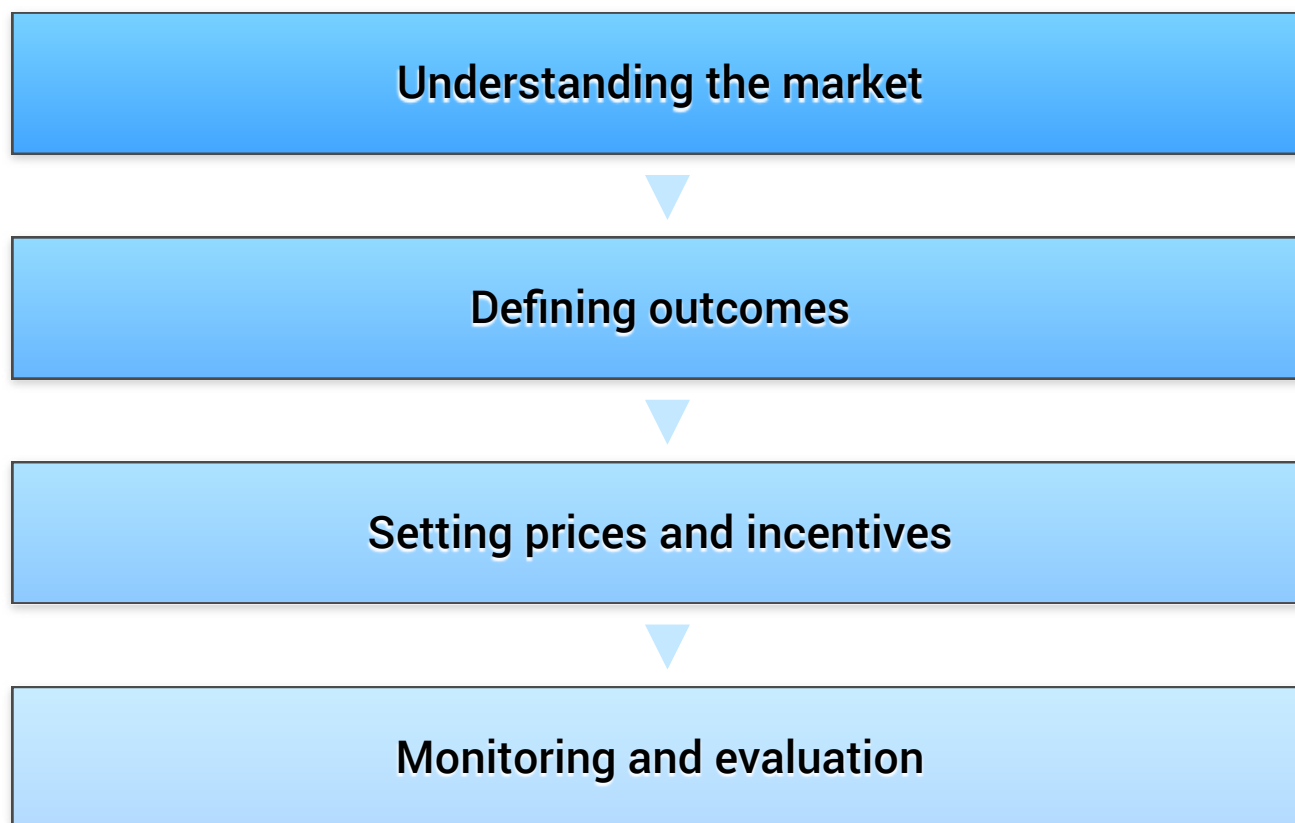 Understanding the market
Defining outcomes
Setting prices and incentives
Monitoring and evaluation